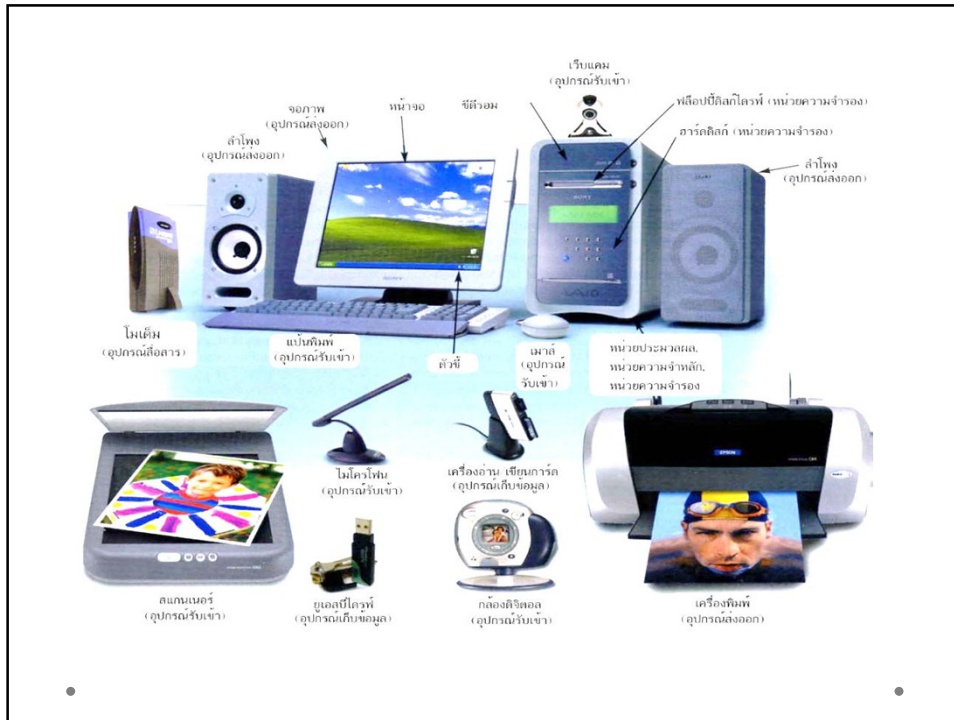 เว็บแคม
(อุปกรณ์รับเข้า)
ฟล็อปปี้ดิสก์ไดรฟ์ (หน่วยความจำรอง)
จอภาพ
(อุปกรณ์ส่งออก)
หน้าจอ
ซีดีรอม
ฮาร์ดดิสก์ (หน่วยความจำรอง)
ลำโพง
(อุปกรณ์ส่งออก)
ลำโพง
(อุปกรณ์ส่งออก)
SONY
SONY
VAIO
โมเด็ม
(อุปกรณ์สื่อสาร)
แป้นพิมพ์
(อุปกรณ์รับเข้า)
ตัวชี้
เมาส์
(อุปกรณ์
รับเข้า)
หน่วยประมวลผล,
หน่วยความจำหลัก,
หน่วยความจำรอง
ไมโครโฟน
(อุปกรณ์รับเข้า)
เครื่องอ่าน เขียนการ์ด
(อุปกรณ์เก็บข้อมูล)
EPSON
สแกนเนอร์
(อุปกรณ์รับเข้า)
ยูเอสบีไดรฟ์
(อุปกรณ์เก็บข้อมูล)
กล้องดิจิตอล
(อุปกรณ์รับเข้า)
เครื่องพิมพ์
(อุปกรณ์ส่งออก)